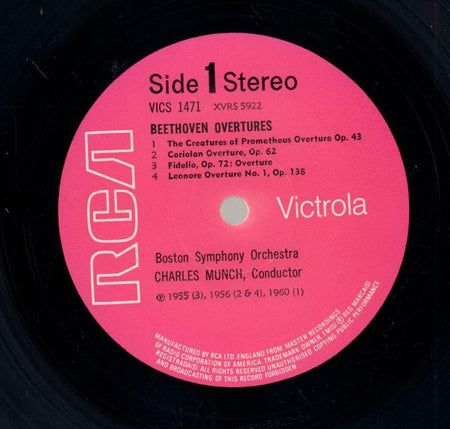 Side 1 Stereo
VICS 1471 XVRS 5922
BEETHOVEN OVERTURES
1 The Creatures of Prometheus Overture Op. 43
2 Coriolan Overture, Op. 62
3 Fidelio, Op. 72: Overture
4 Leonore Overture No. 1, Op. 138
RCA
Victrola
Boston Symphony Orchestra
CHARLES MUNCH, Conductor
℗ 1955 (3), 1956 (2 & 4), 1960 (1)
MANUFACTURED BY RCA LTD. ENGLAND FROM MASTER RECORDINGS
OF RADIO CORPORATION OF AMERICA. TRADEMARK OWNER TM(S) ® RED MARCA(S)
REGISTRADA(S). ALL RIGHTS RESERVED UNAUTHORISED COPYING PUBLIC PERFORMANCE
AND BROADCASTING OF THIS RECORD FORBIDDEN